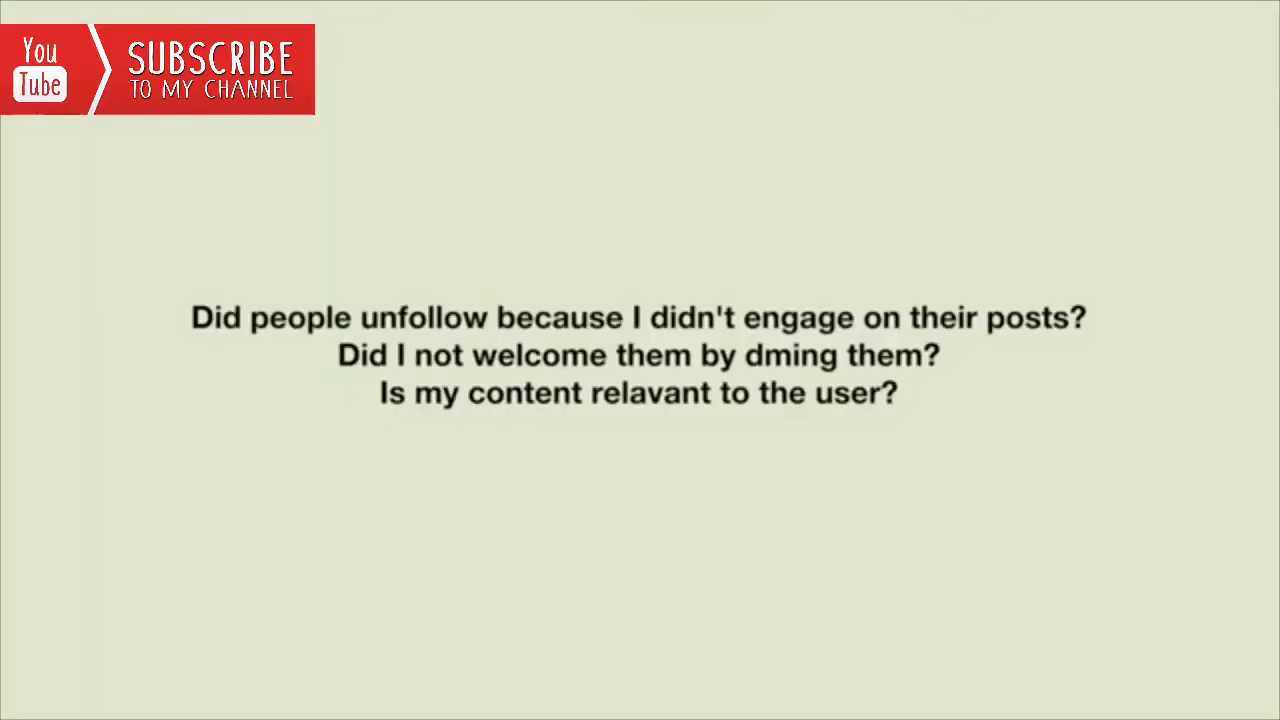 You
Tube
SUBSCRIBE
TO MY CHANNEL
Did people unfollow because I didn't engage on their posts?
Did I not welcome them by dming them?
Is my content relavant to the user?